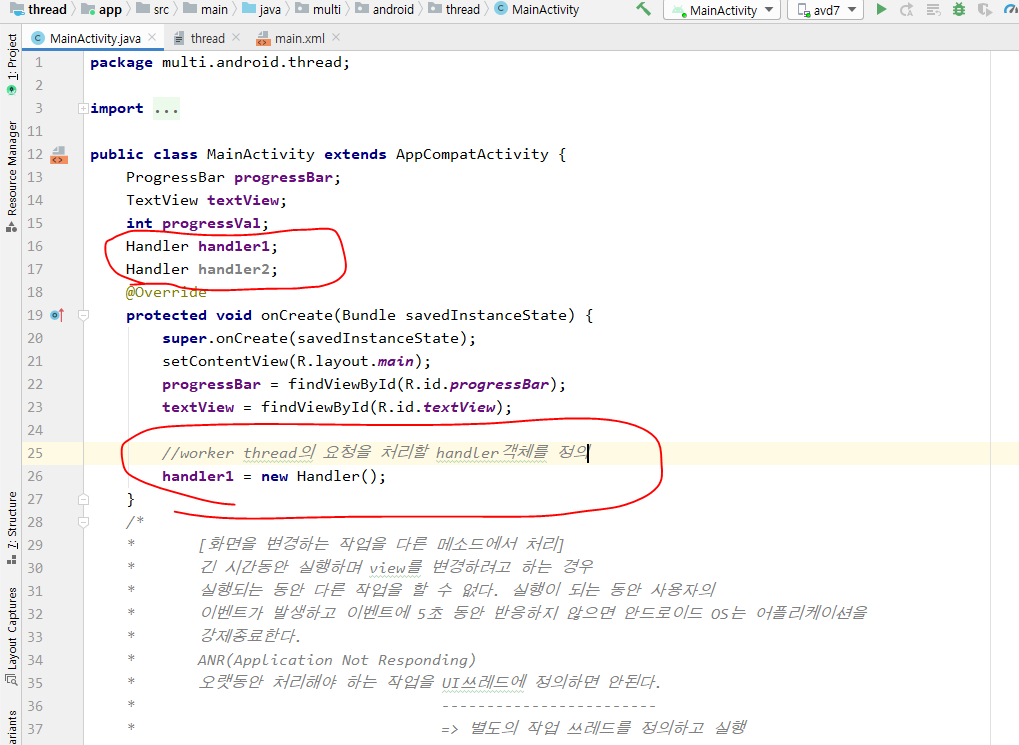 thread app src main java multi android thread MainActivity MainActivity avd7
1: Project
Resource Manager
7: Structure
Layout Captures
MainActivity.java thread main.xml
1 package multi.android.thread;
2
3 import ...
11
12 public class MainActivity extends AppCompatActivity {
13 ProgressBar progressBar;
14 TextView textView;
15 int progressVal;
16 Handler handler1;
17 Handler handler2;
18 @Override
19 protected void onCreate(Bundle savedInstanceState) {
20 super.onCreate(savedInstanceState);
21 setContentView(R.layout.main);
22 progressBar = findViewById(R.id.progressBar);
23 textView = findViewById(R.id.textView);
24
25 //worker thread의 요청을 처리할 handler객체를 정의
26 handler1 = new Handler();
27 }
28 /*
29 * [화면을 변경하는 작업을 다른 메소드에서 처리]
30 * 긴 시간동안 실행하며 view를 변경하려고 하는 경우
31 * 실행되는 동안 다른 작업을 할 수 없다. 실행이 되는 동안 사용자의
32 * 이벤트가 발생하고 이벤트에 5초 동안 반응하지 않으면 안드로이드 OS는 어플리케이션을
33 * 강제종료한다.
34 * ANR(Application Not Responding)
35 * 오랫동안 처리해야 하는 작업을 UI쓰레드에 정의하면 안된다.
36 * ------------------------
37 * => 별도의 작업 쓰레드를 정의하고 실행